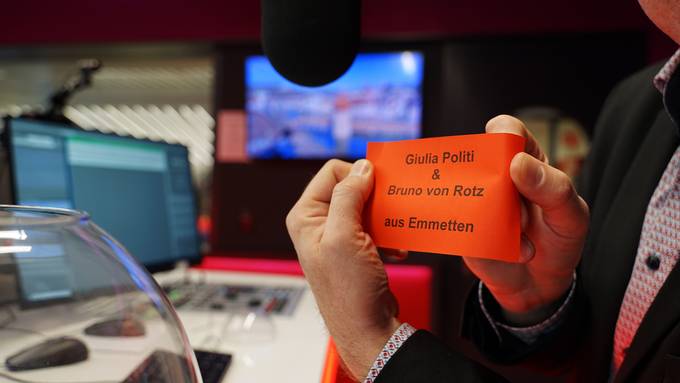 Giulia Politi
&
Bruno von Rotz
aus Emmetten